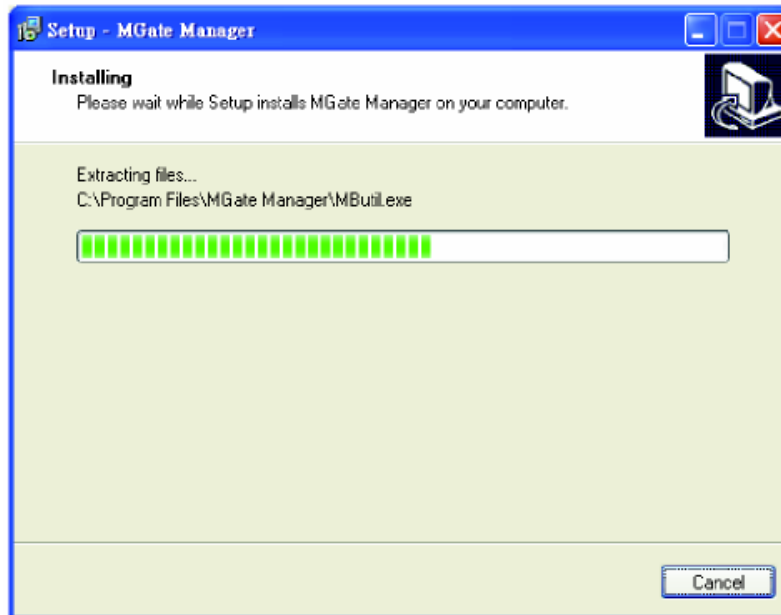 Setup - MGate Manager
Installing
Please wait while Setup installs MGate Manager on your computer.
Extracting files...
C:\Program Files\MGate Manager\MButil.exe
Cancel